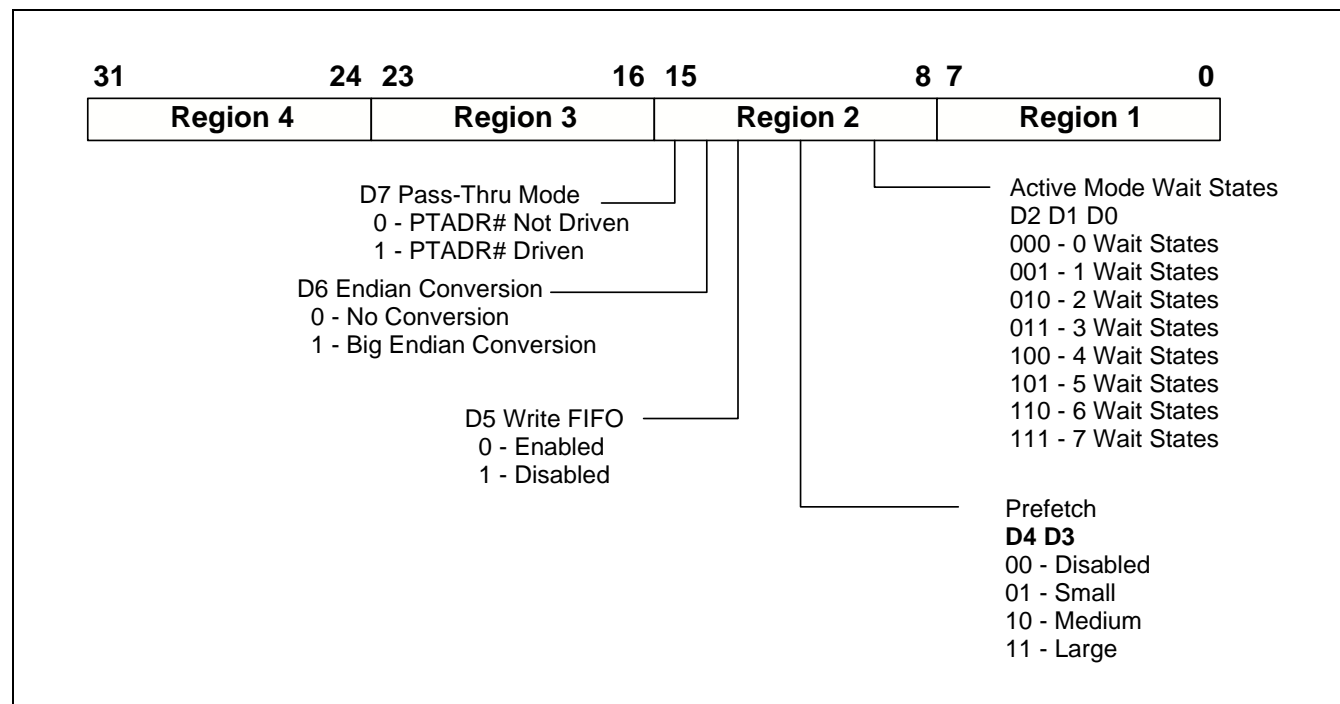 31 24 23 16 15 8 7 0
Region 4 Region 3 Region 2 Region 1
D7 Pass-Thru Mode
0 - PTADR# Not Driven
1 - PTADR# Driven
D6 Endian Conversion
0 - No Conversion
1 - Big Endian Conversion
D5 Write FIFO
0 - Enabled
1 - Disabled
Active Mode Wait States
D2 D1 D0
000 - 0 Wait States
001 - 1 Wait States
010 - 2 Wait States
011 - 3 Wait States
100 - 4 Wait States
101 - 5 Wait States
110 - 6 Wait States
111 - 7 Wait States
Prefetch
D4 D3
00 - Disabled
01 - Small
10 - Medium
11 - Large